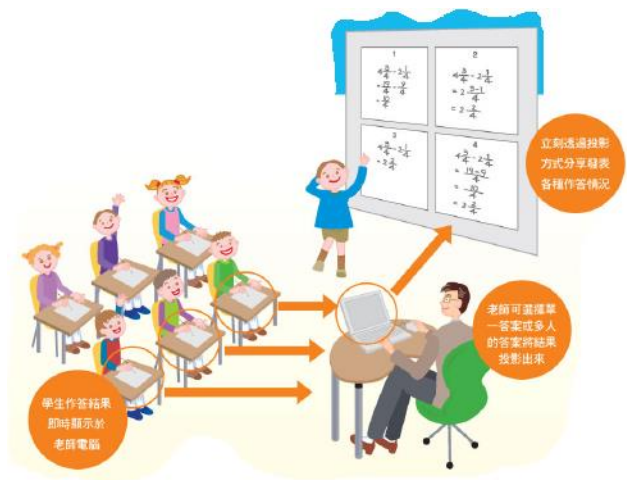 1
2
3
4
立刻透過投影
方式分享發表
各種作答情況
老師可選擇單
一答案或多人
的答案將結果
投影出來
學生作答結果
即時顯示於
老師電腦